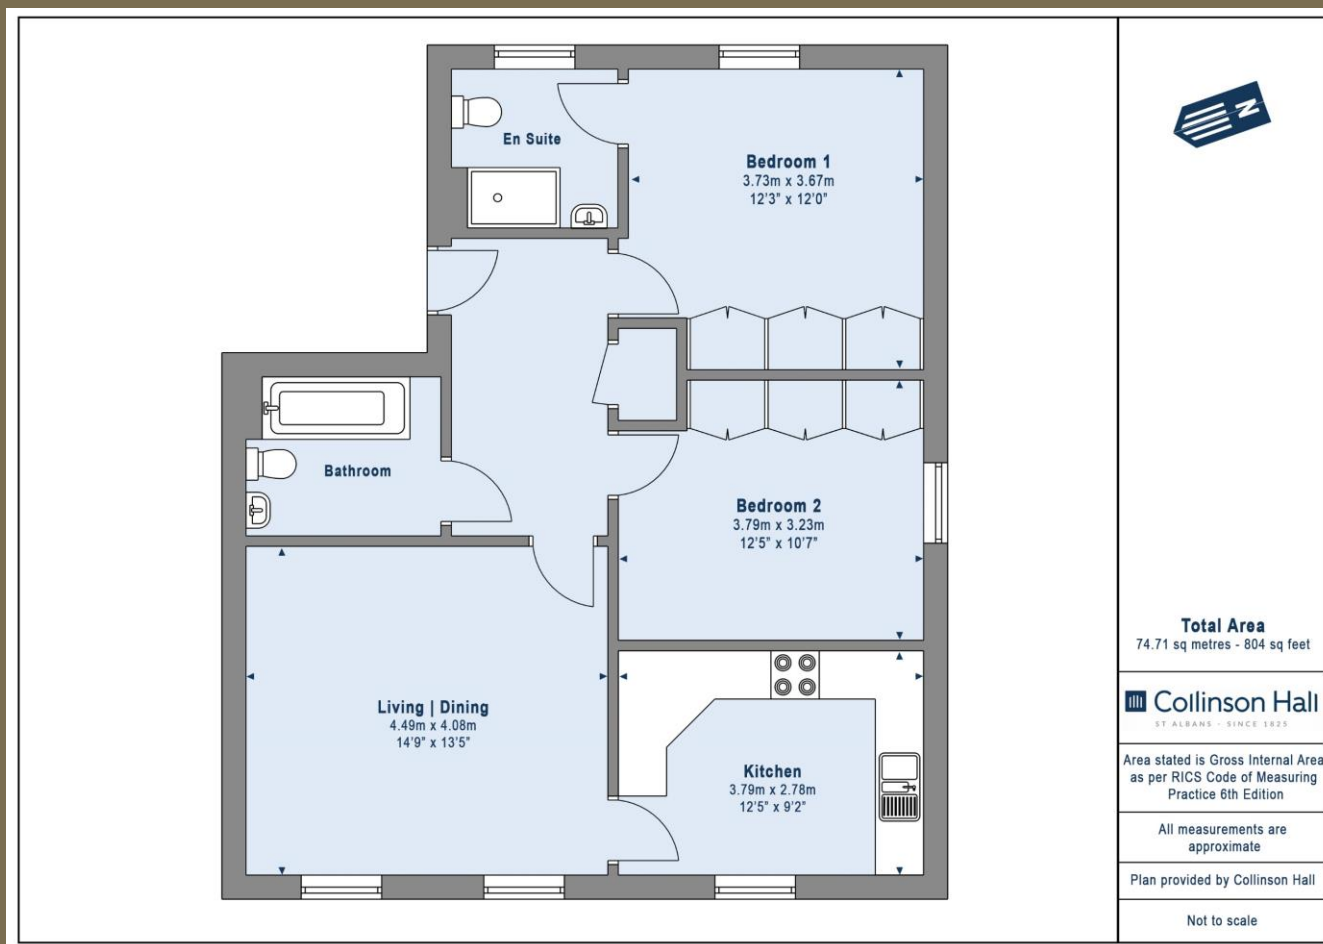 En Suite
Bedroom 1
3.73m x 3.67m
12'3" x 12'0"
Bathroom
Bedroom 2
3.79m x 3.23m
12'5" x 10'7"
Living | Dining
4.49m x 4.08m
14'9" x 13'5"
Kitchen
3.79m x 2.78m
12'5" x 9'2"
N
Total Area
74.71 sq metres - 804 sq feet
Collinson Hall
ST ALBANS - SINCE 1825
Area stated is Gross Internal Area
as per RICS Code of Measuring
Practice 6th Edition
All measurements are
approximate
Plan provided by Collinson Hall
Not to scale